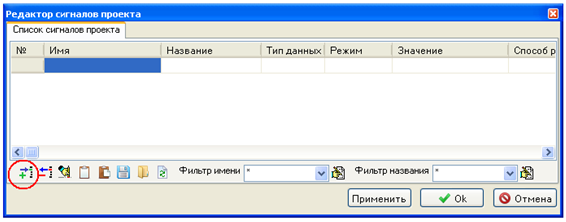 Редактор сигналов проекта
Список сигналов проекта
№ Имя Название Тип данных Режим Значение Способ р
Фильтр имени * Фильтр названия *
Применить Ok Отмена